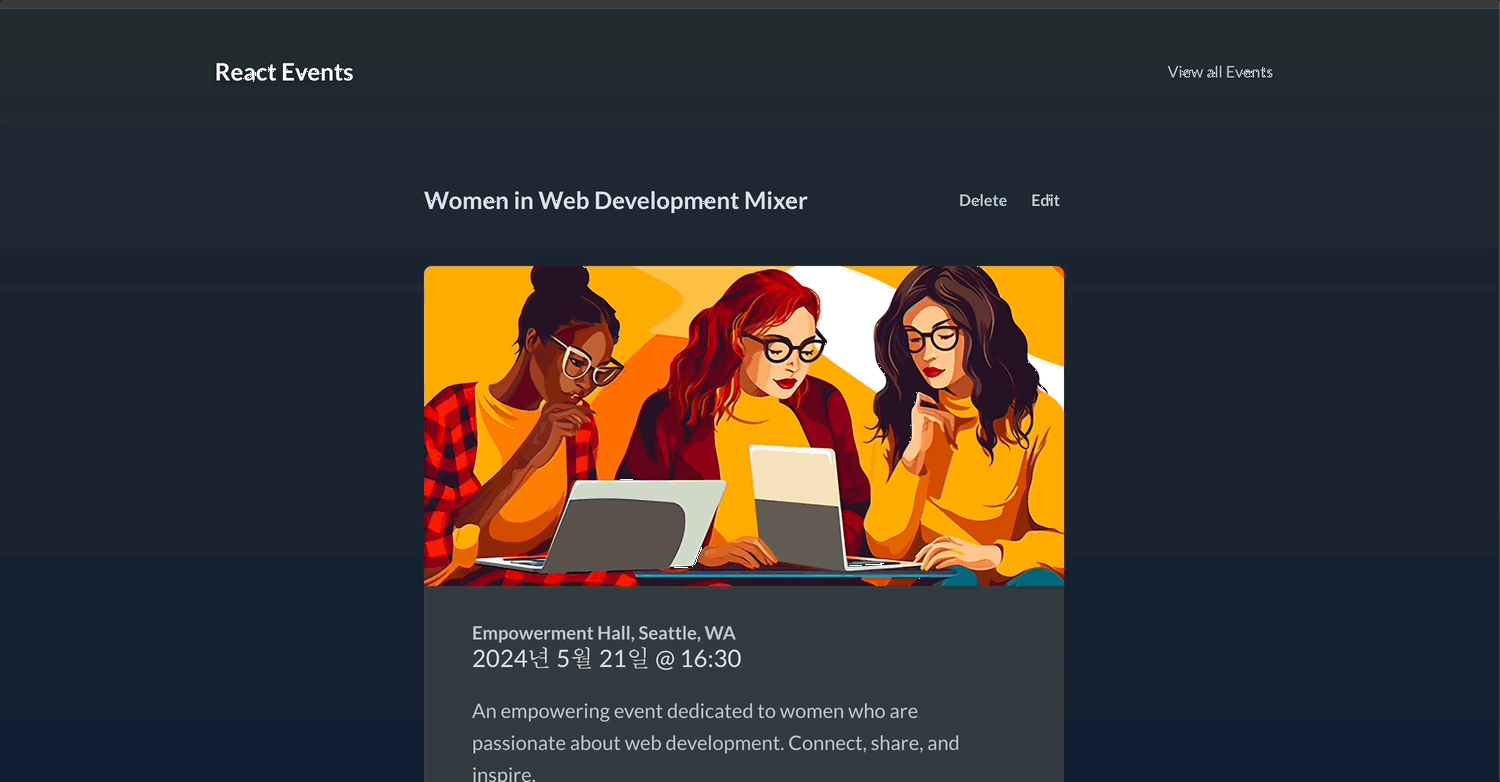 React Events
View all Events
Women in Web Development Mixer
Delete
Edit
Empowerment Hall, Seattle, WA
2024년 5월 21일 @ 16:30
An empowering event dedicated to women who are
passionate about web development. Connect, share, and
inspire.